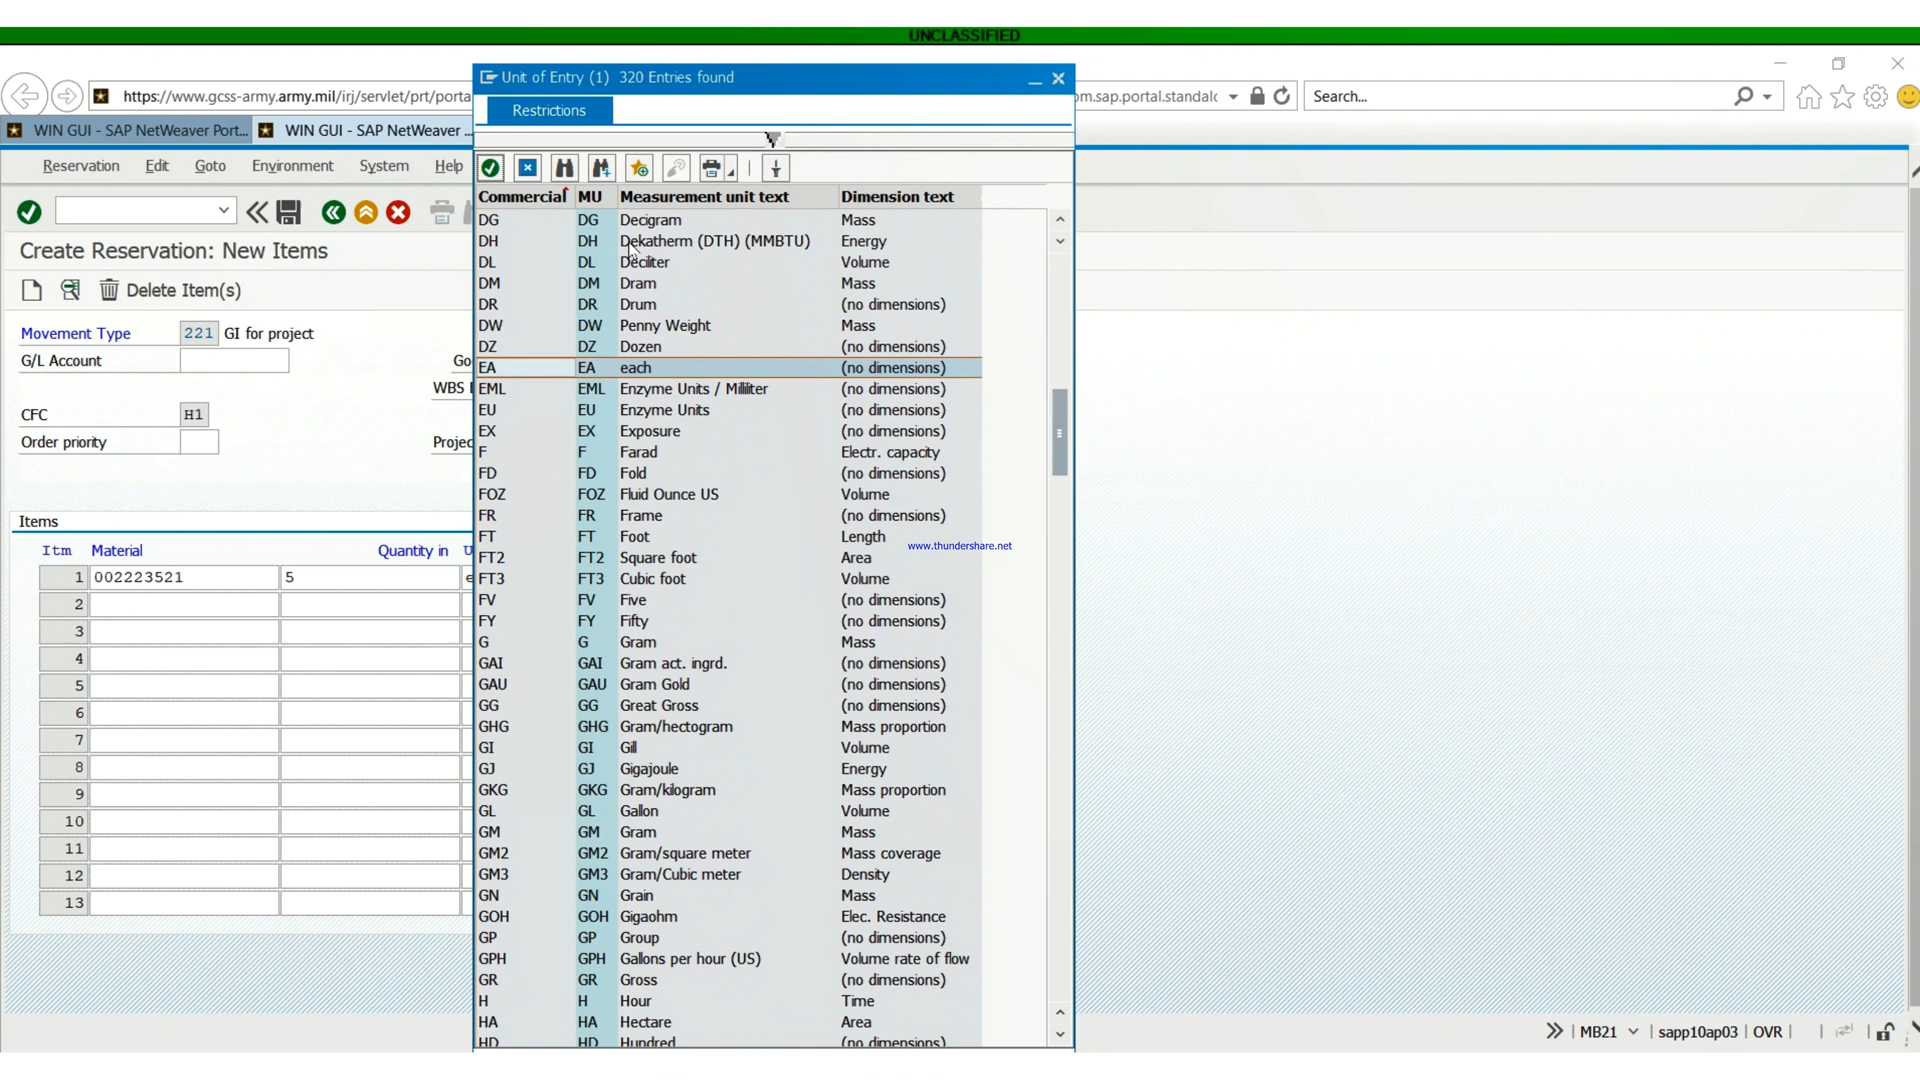 UNCLASSIFIED
Unit of Entry (1) 320 Entries found
Restrictions
https://www.gcss-army.army.mil/irj/servlet/prt/porta
om.sap.portal.standalc
Search...
WIN GUI - SAP NetWeaver Port...
WIN GUI - SAP NetWeaver ...
Reservation Edit Goto Environment System Help
Create Reservation: New Items
Delete Item(s)
Movement Type 221 GI for project
G/L Account Go
WBS
CFC H1
Order priority Projec
Items
Itm Material Quantity in U
1 002223521 5 e
2
3
4
5
6
7
8
9
10
11
12
13
Commercial MU Measurement unit text Dimension text
DG DG Decigram Mass
DH DH Dekatherm (DTH) (MMBTU) Energy
DL DL Deciliter Volume
DM DM Dram Mass
DR DR Drum (no dimensions)
DW DW Penny Weight Mass
DZ DZ Dozen (no dimensions)
EA EA each (no dimensions)
EML EML Enzyme Units / Milliliter (no dimensions)
EU EU Enzyme Units (no dimensions)
EX EX Exposure (no dimensions)
F F Farad Electr. capacity
FD FD Fold (no dimensions)
FOZ FOZ Fluid Ounce US Volume
FR FR Frame (no dimensions)
FT FT Foot Length
www.thundershare.net
FT2 FT2 Square foot Area
FT3 FT3 Cubic foot Volume
FV FV Five (no dimensions)
FY FY Fifty (no dimensions)
G G Gram Mass
GAI GAI Gram act. ingrd. (no dimensions)
GAU GAU Gram Gold (no dimensions)
GG GG Great Gross (no dimensions)
GHG GHG Gram/hectogram Mass proportion
GI GI Gill Volume
GJ GJ Gigajoule Energy
GKG GKG Gram/kilogram Mass proportion
GL GL Gallon Volume
GM GM Gram Mass
GM2 GM2 Gram/square meter Mass coverage
GM3 GM3 Gram/Cubic meter Density
GN GN Grain Mass
GOH GOH Gigaohm Elec. Resistance
GP GP Group (no dimensions)
GPH GPH Gallons per hour (US) Volume rate of flow
GR GR Gross (no dimensions)
H H Hour Time
HA HA Hectare Area
HD HD Hundred (no dimensions)
MB21 sapp10ap03 OVR